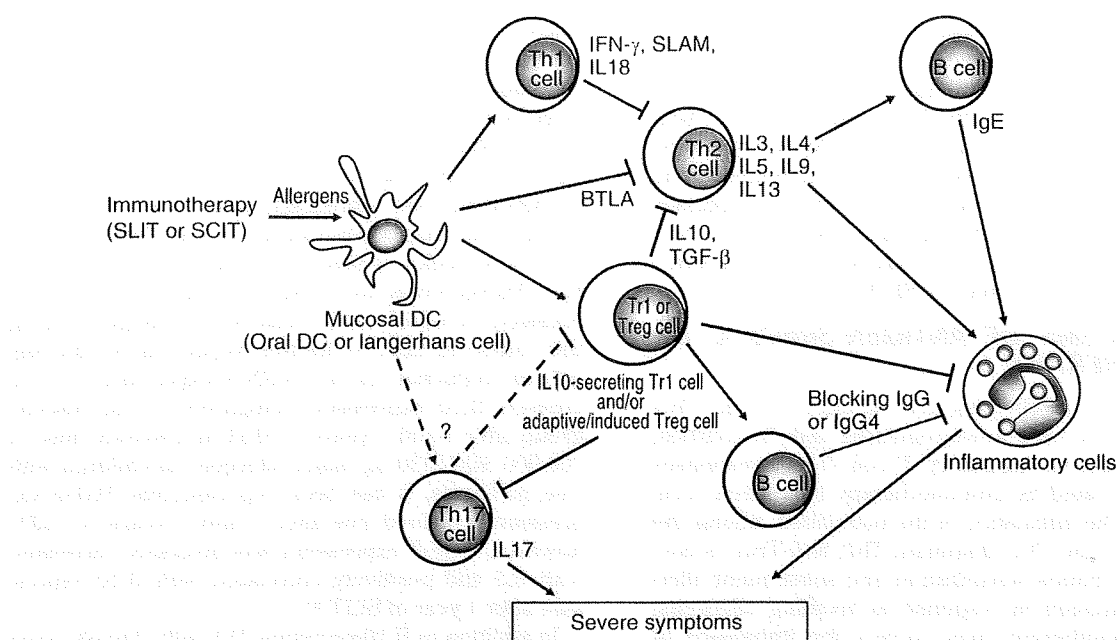 Th1
cell
IFN-γ, SLAM,
IL18
B cell
IgE
Th2
cell
IL3, IL4,
IL5, IL9,
IL13
Immunotherapy
(SLIT or SCIT)
Allergens
BTLA
IL10,
TGF-β
Mucosal DC
(Oral DC or langerhans cell)
Tr1 or
Treg cell
IL10-secreting Tr1 cell
and/or
adaptive/induced Treg cell
?
Blocking IgG
or IgG4
Inflammatory cells
B cell
Th17
cell
IL17
Severe symptoms